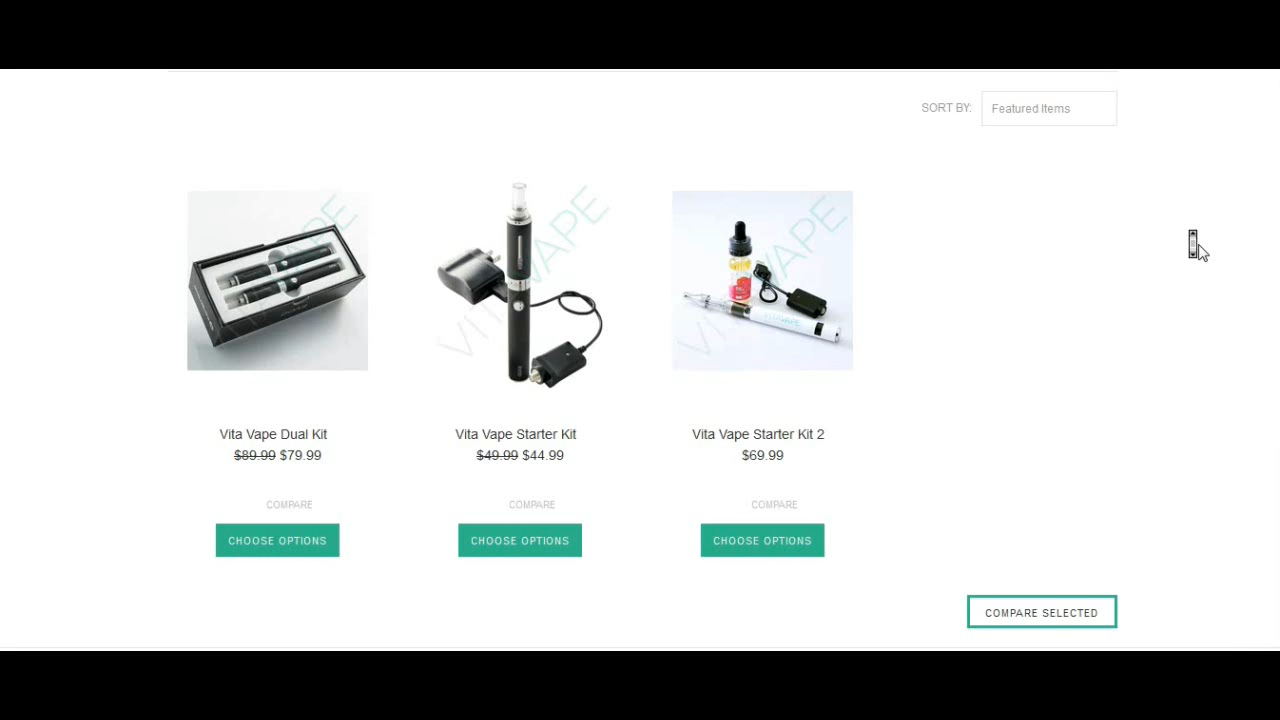 SORT BY: Featured Items
VITAVAPE
VITAVAPE
Vita Vape Dual Kit Vita Vape Starter Kit Vita Vape Starter Kit 2
$89.99 $79.99 $49.99 $44.99 $69.99
COMPARE COMPARE COMPARE
CHOOSE OPTIONS CHOOSE OPTIONS CHOOSE OPTIONS
COMPARE SELECTED